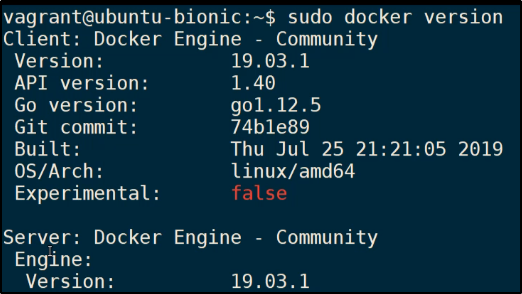 vagrant@ubuntu-bionic:~$ sudo docker version
Client: Docker Engine - Community
 Version:           19.03.1
 API version:       1.40
 Go version:        go1.12.5
 Git commit:        74b1e89
 Built:             Thu Jul 25 21:21:05 2019
 OS/Arch:           linux/amd64
 Experimental:      false

Server: Docker Engine - Community
 Engine:
  Version:          19.03.1